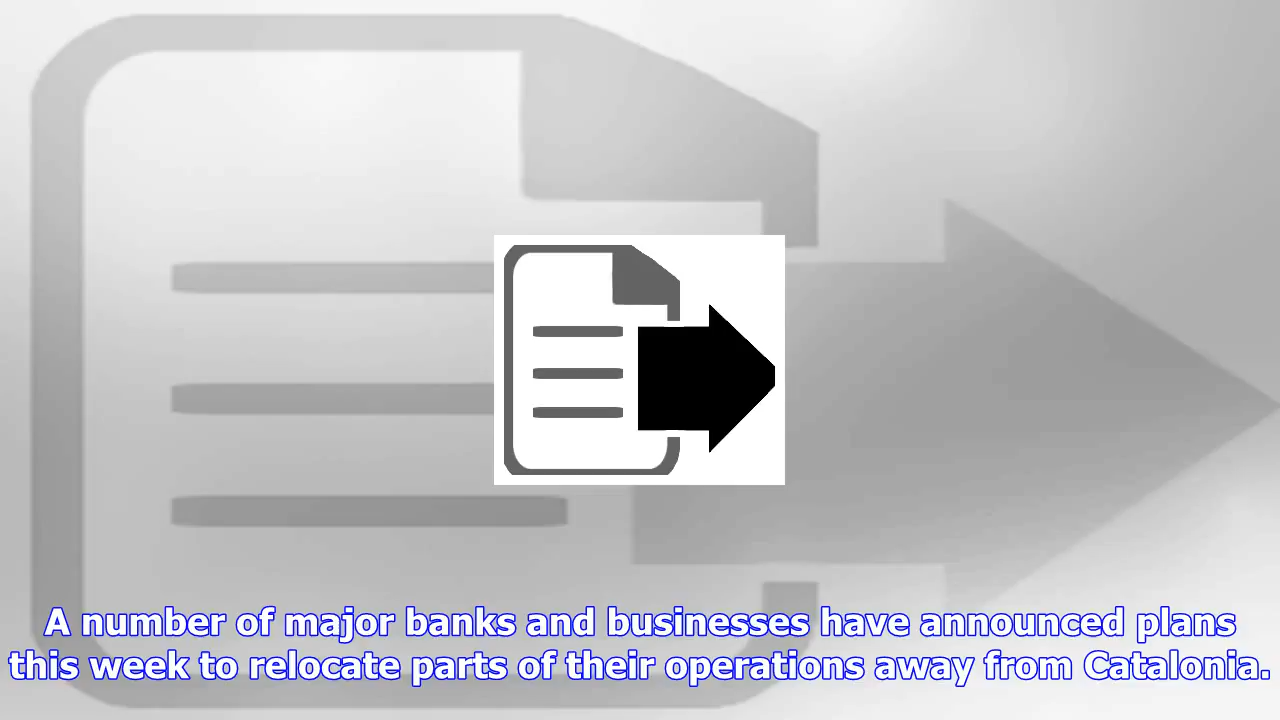 A number of major banks and businesses have announced plans
this week to relocate parts of their operations away from Catalonia.